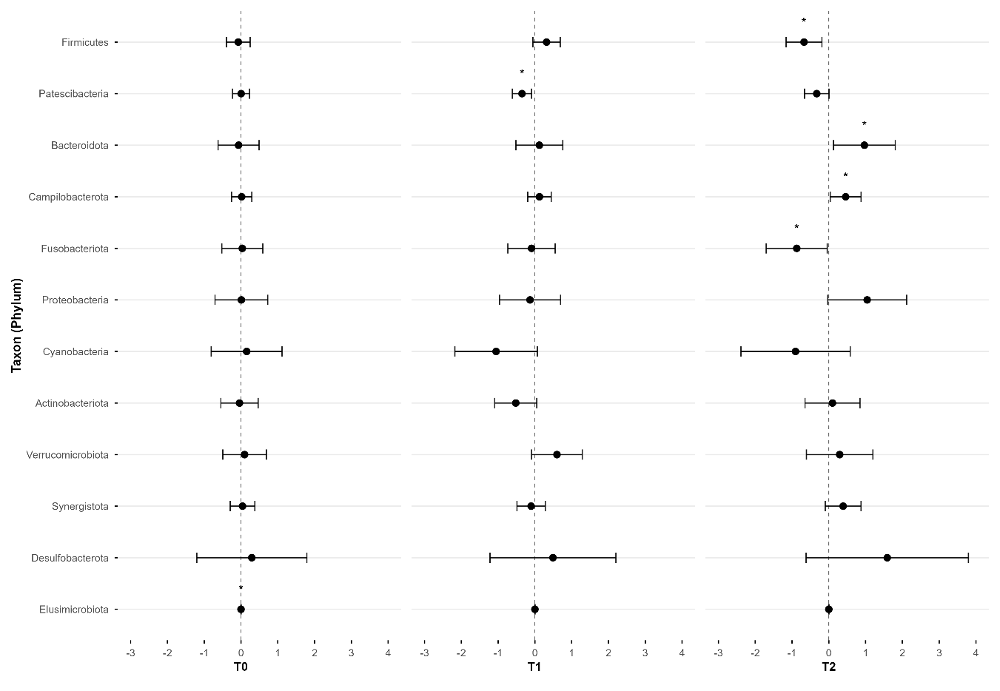 *
Firmicutes
*
Patescibacteria
*
Bacteroidota
*
Campilobacterota
*
Fusobacteriota
Taxon (Phylum)
Proteobacteria
Cyanobacteria
Actinobacteriota
Verrucomicrobiota
Synergistota
Desulfobacterota
*
Elusimicrobiota
-3 -2 -1 0 1 2 3 4 -3 -2 -1 0 1 2 3 4 -3 -2 -1 0 1 2 3 4
T0 T1 T2